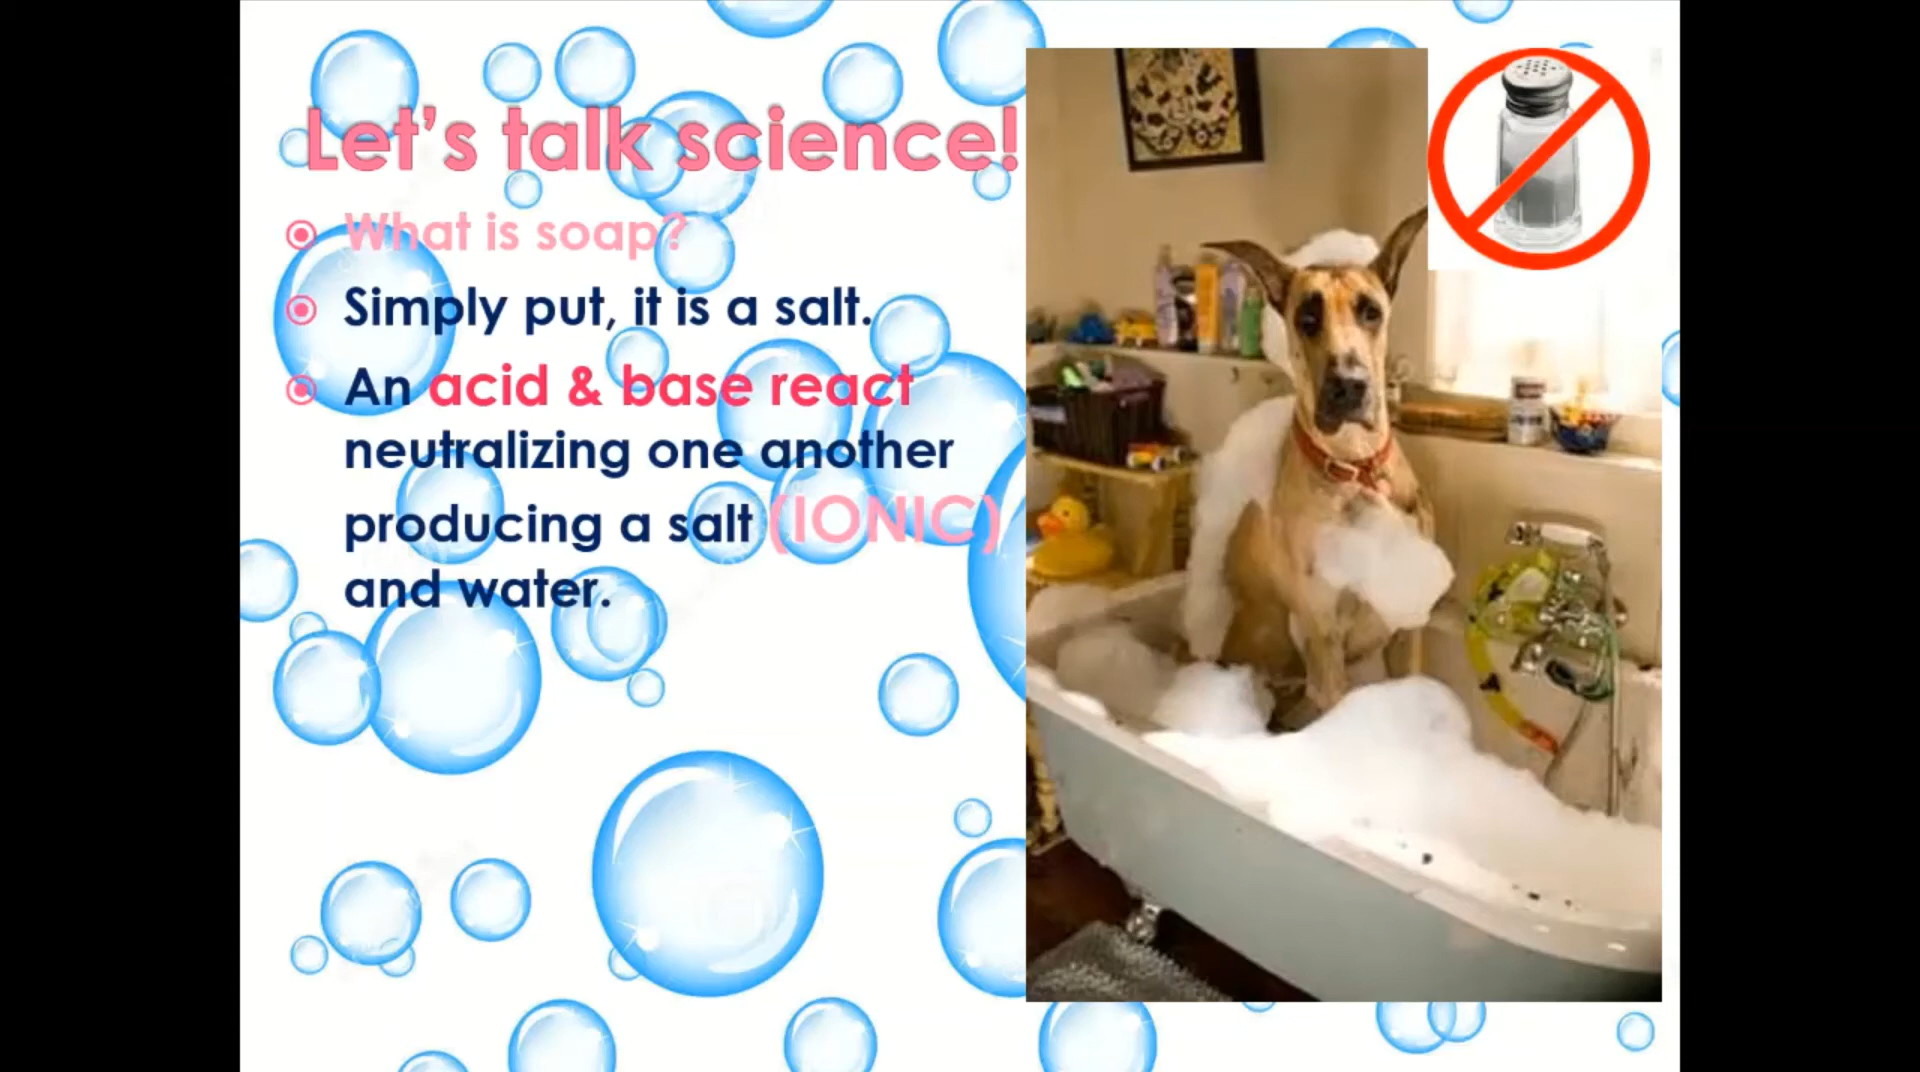 Let's talk science!
What is soap?
Simply put, it is a salt.
An acid & base react
neutralizing one another
producing a salt (IONIC)
and water.